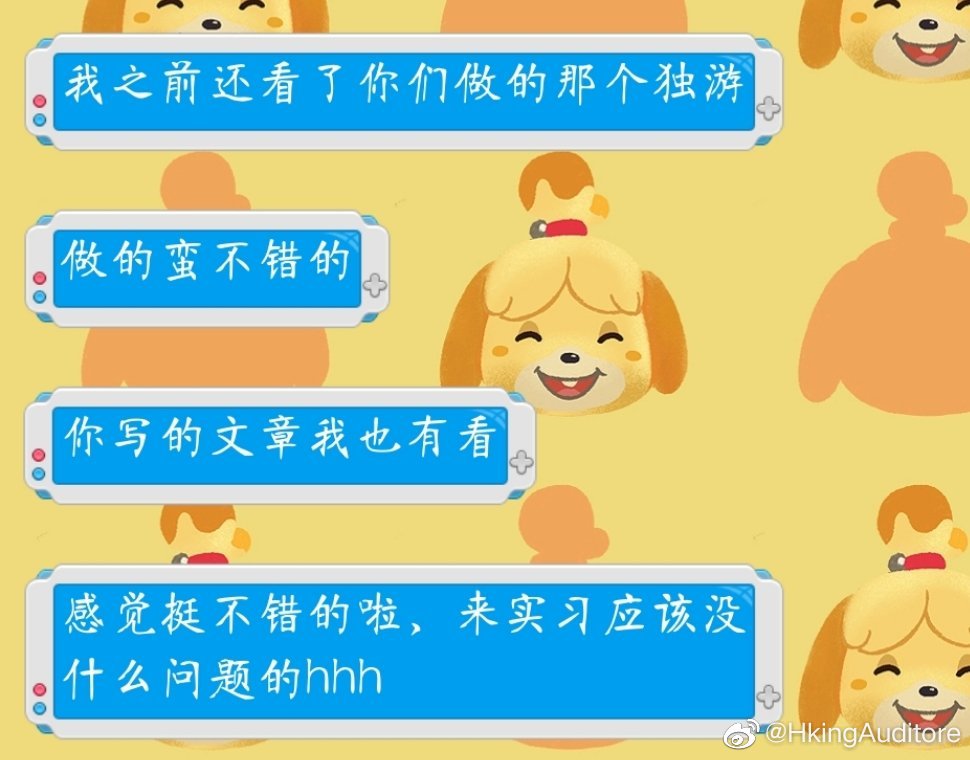 我之前还看了你们做的那个独游
做的蛮不错的
你写的文章我也有看
感觉挺不错的啦，来实习应该没
什么问题的hhh
@HkingAuditore